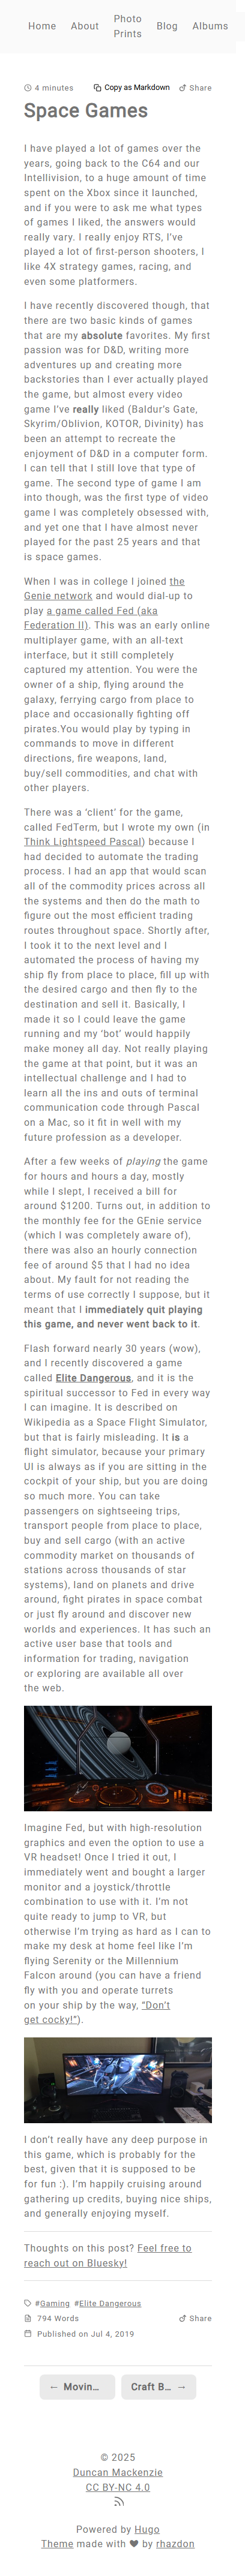 Home About Photo Prints Blog Albums
4 minutes Copy as Markdown Share
Space Games
I have played a lot of games over the
years, going back to the C64 and our
Intellivision, to a huge amount of time
spent on the Xbox since it launched,
and if you were to ask me what types
of games I liked, the answers would
really vary. I really enjoy RTS, I’ve
played a lot of first-person shooters, I
like 4X strategy games, racing, and
even some platformers.
I have recently discovered though, that
there are two basic kinds of games
that are my absolute favorites. My first
passion was for D&D, writing more
adventures up and creating more
backstories than I ever actually played
the game, but almost every video
game I’ve really liked (Baldur’s Gate,
Skyrim/Oblivion, KOTOR, Divinity) has
been an attempt to recreate the
enjoyment of D&D in a computer form.
I can tell that I still love that type of
game. The second type of game I am
into though, was the first type of video
game I was completely obsessed with,
and yet one that I have almost never
played for the past 25 years and that
is space games.
When I was in college I joined the
Genie network and would dial-up to
play a game called Fed (aka
Federation II). This was an early online
multiplayer game, with an all-text
interface, but it still completely
captured my attention. You were the
owner of a ship, flying around the
galaxy, ferrying cargo from place to
place and occasionally fighting off
pirates.You would play by typing in
commands to move in different
directions, fire weapons, land,
buy/sell commodities, and chat with
other players.
There was a ‘client’ for the game,
called FedTerm, but I wrote my own (in
Think Lightspeed Pascal) because I
had decided to automate the trading
process. I had an app that would scan
all of the commodity prices across all
the systems and then do the math to
figure out the most efficient trading
routes throughout space. Shortly after,
I took it to the next level and I
automated the process of having my
ship fly from place to place, fill up with
the desired cargo and then fly to the
destination and sell it. Basically, I
made it so I could leave the game
running and my ‘bot’ would happily
make money all day. Not really playing
the game at that point, but it was an
intellectual challenge and I had to
learn all the ins and outs of terminal
communication code through Pascal
on a Mac, so it fit in well with my
future profession as a developer.
After a few weeks of playing the game
for hours and hours a day, mostly
while I slept, I received a bill for
around $1200. Turns out, in addition to
the monthly fee for the GEnie service
(which I was completely aware of),
there was also an hourly connection
fee of around $5 that I had no idea
about. My fault for not reading the
terms of use correctly I suppose, but it
meant that I immediately quit playing
this game, and never went back to it.
Flash forward nearly 30 years (wow),
and I recently discovered a game
called Elite Dangerous, and it is the
spiritual successor to Fed in every way
I can imagine. It is described on
Wikipedia as a Space Flight Simulator,
but that is fairly misleading. It is a
flight simulator, because your primary
UI is always as if you are sitting in the
cockpit of your ship, but you are doing
so much more. You can take
passengers on sightseeing trips,
transport people from place to place,
buy and sell cargo (with an active
commodity market on thousands of
stations across thousands of star
systems), land on planets and drive
around, fight pirates in space combat
or just fly around and discover new
worlds and experiences. It has such an
active user base that tools and
information for trading, navigation
or exploring are available all over
the web.
Imagine Fed, but with high-resolution
graphics and even the option to use a
VR headset! Once I tried it out, I
immediately went and bought a larger
monitor and a joystick/throttle
combination to use with it. I’m not
quite ready to jump to VR, but
otherwise I’m trying as hard as I can to
make my desk at home feel like I’m
flying Serenity or the Millennium
Falcon around (you can have a friend
fly with you and operate turrets
on your ship by the way, “Don’t
get cocky!”).
I don’t really have any deep purpose in
this game, which is probably for the
best, given that it is supposed to be
for fun :). I’m happily cruising around
gathering up credits, buying nice ships,
and generally enjoying myself.
Thoughts on this post? Feel free to
reach out on Bluesky!
#Gaming #Elite Dangerous
794 Words Share
Published on Jul 4, 2019
← Movin… Craft B… →
© 2025
Duncan Mackenzie
CC BY-NC 4.0
Powered by Hugo
Theme made with ❤ by rhazdon